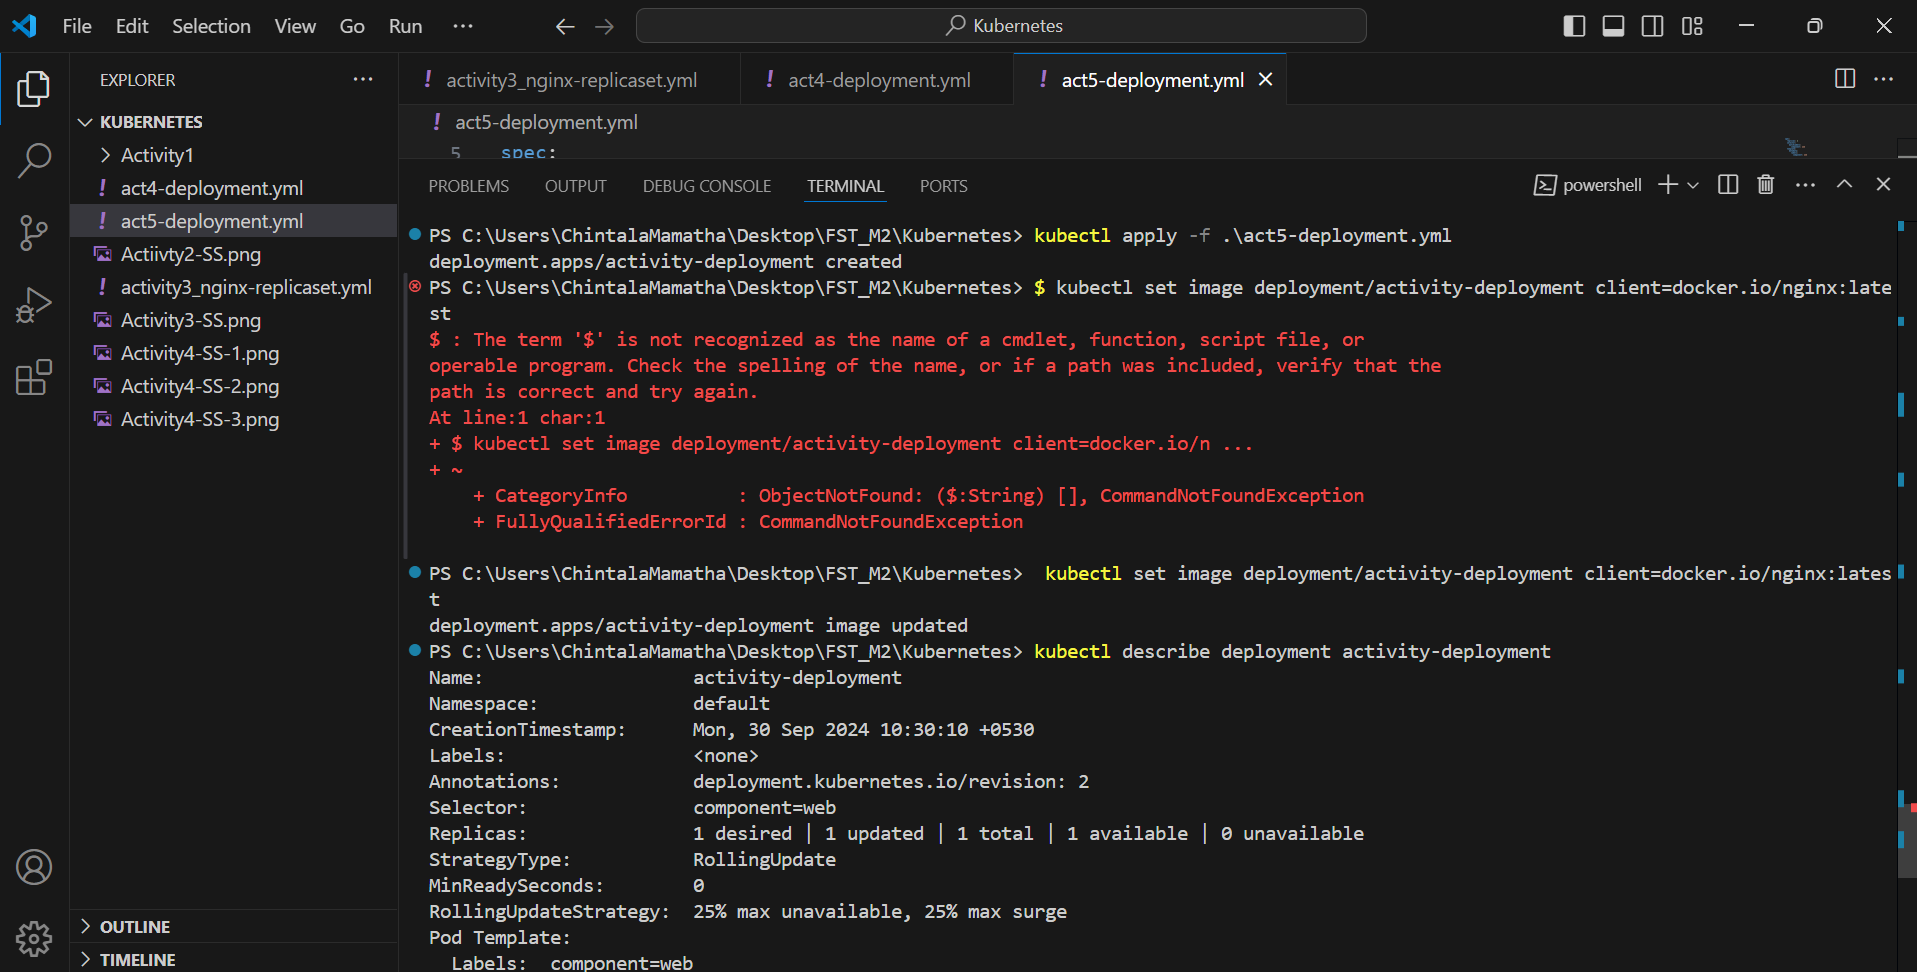 File Edit Selection View Go Run ···
Kubernetes
EXPLORER
KUBERNETES
Activity1
! act4-deployment.yml
! act5-deployment.yml
Actiivty2-SS.png
! activity3_nginx-replicaset.yml
Activity3-SS.png
Activity4-SS-1.png
Activity4-SS-2.png
Activity4-SS-3.png
OUTLINE
TIMELINE
! activity3_nginx-replicaset.yml
! act4-deployment.yml
! act5-deployment.yml
! act5-deployment.yml
5 spec:
PROBLEMS OUTPUT DEBUG CONSOLE TERMINAL PORTS
powershell
PS C:\Users\ChintalaMamatha\Desktop\FST_M2\Kubernetes> kubectl apply -f .\act5-deployment.yml
deployment.apps/activity-deployment created
PS C:\Users\ChintalaMamatha\Desktop\FST_M2\Kubernetes> $ kubectl set image deployment/activity-deployment client=docker.io/nginx:late
st
$ : The term '$' is not recognized as the name of a cmdlet, function, script file, or
operable program. Check the spelling of the name, or if a path was included, verify that the
path is correct and try again.
At line:1 char:1
+ $ kubectl set image deployment/activity-deployment client=docker.io/n ...
+ ~
+ CategoryInfo : ObjectNotFound: ($:String) [], CommandNotFoundException
+ FullyQualifiedErrorId : CommandNotFoundException
PS C:\Users\ChintalaMamatha\Desktop\FST_M2\Kubernetes> kubectl set image deployment/activity-deployment client=docker.io/nginx:lates
t
deployment.apps/activity-deployment image updated
PS C:\Users\ChintalaMamatha\Desktop\FST_M2\Kubernetes> kubectl describe deployment activity-deployment
Name: activity-deployment
Namespace: default
CreationTimestamp: Mon, 30 Sep 2024 10:30:10 +0530
Labels: <none>
Annotations: deployment.kubernetes.io/revision: 2
Selector: component=web
Replicas: 1 desired | 1 updated | 1 total | 1 available | 0 unavailable
StrategyType: RollingUpdate
MinReadySeconds: 0
RollingUpdateStrategy: 25% max unavailable, 25% max surge
Pod Template:
Labels: component=web